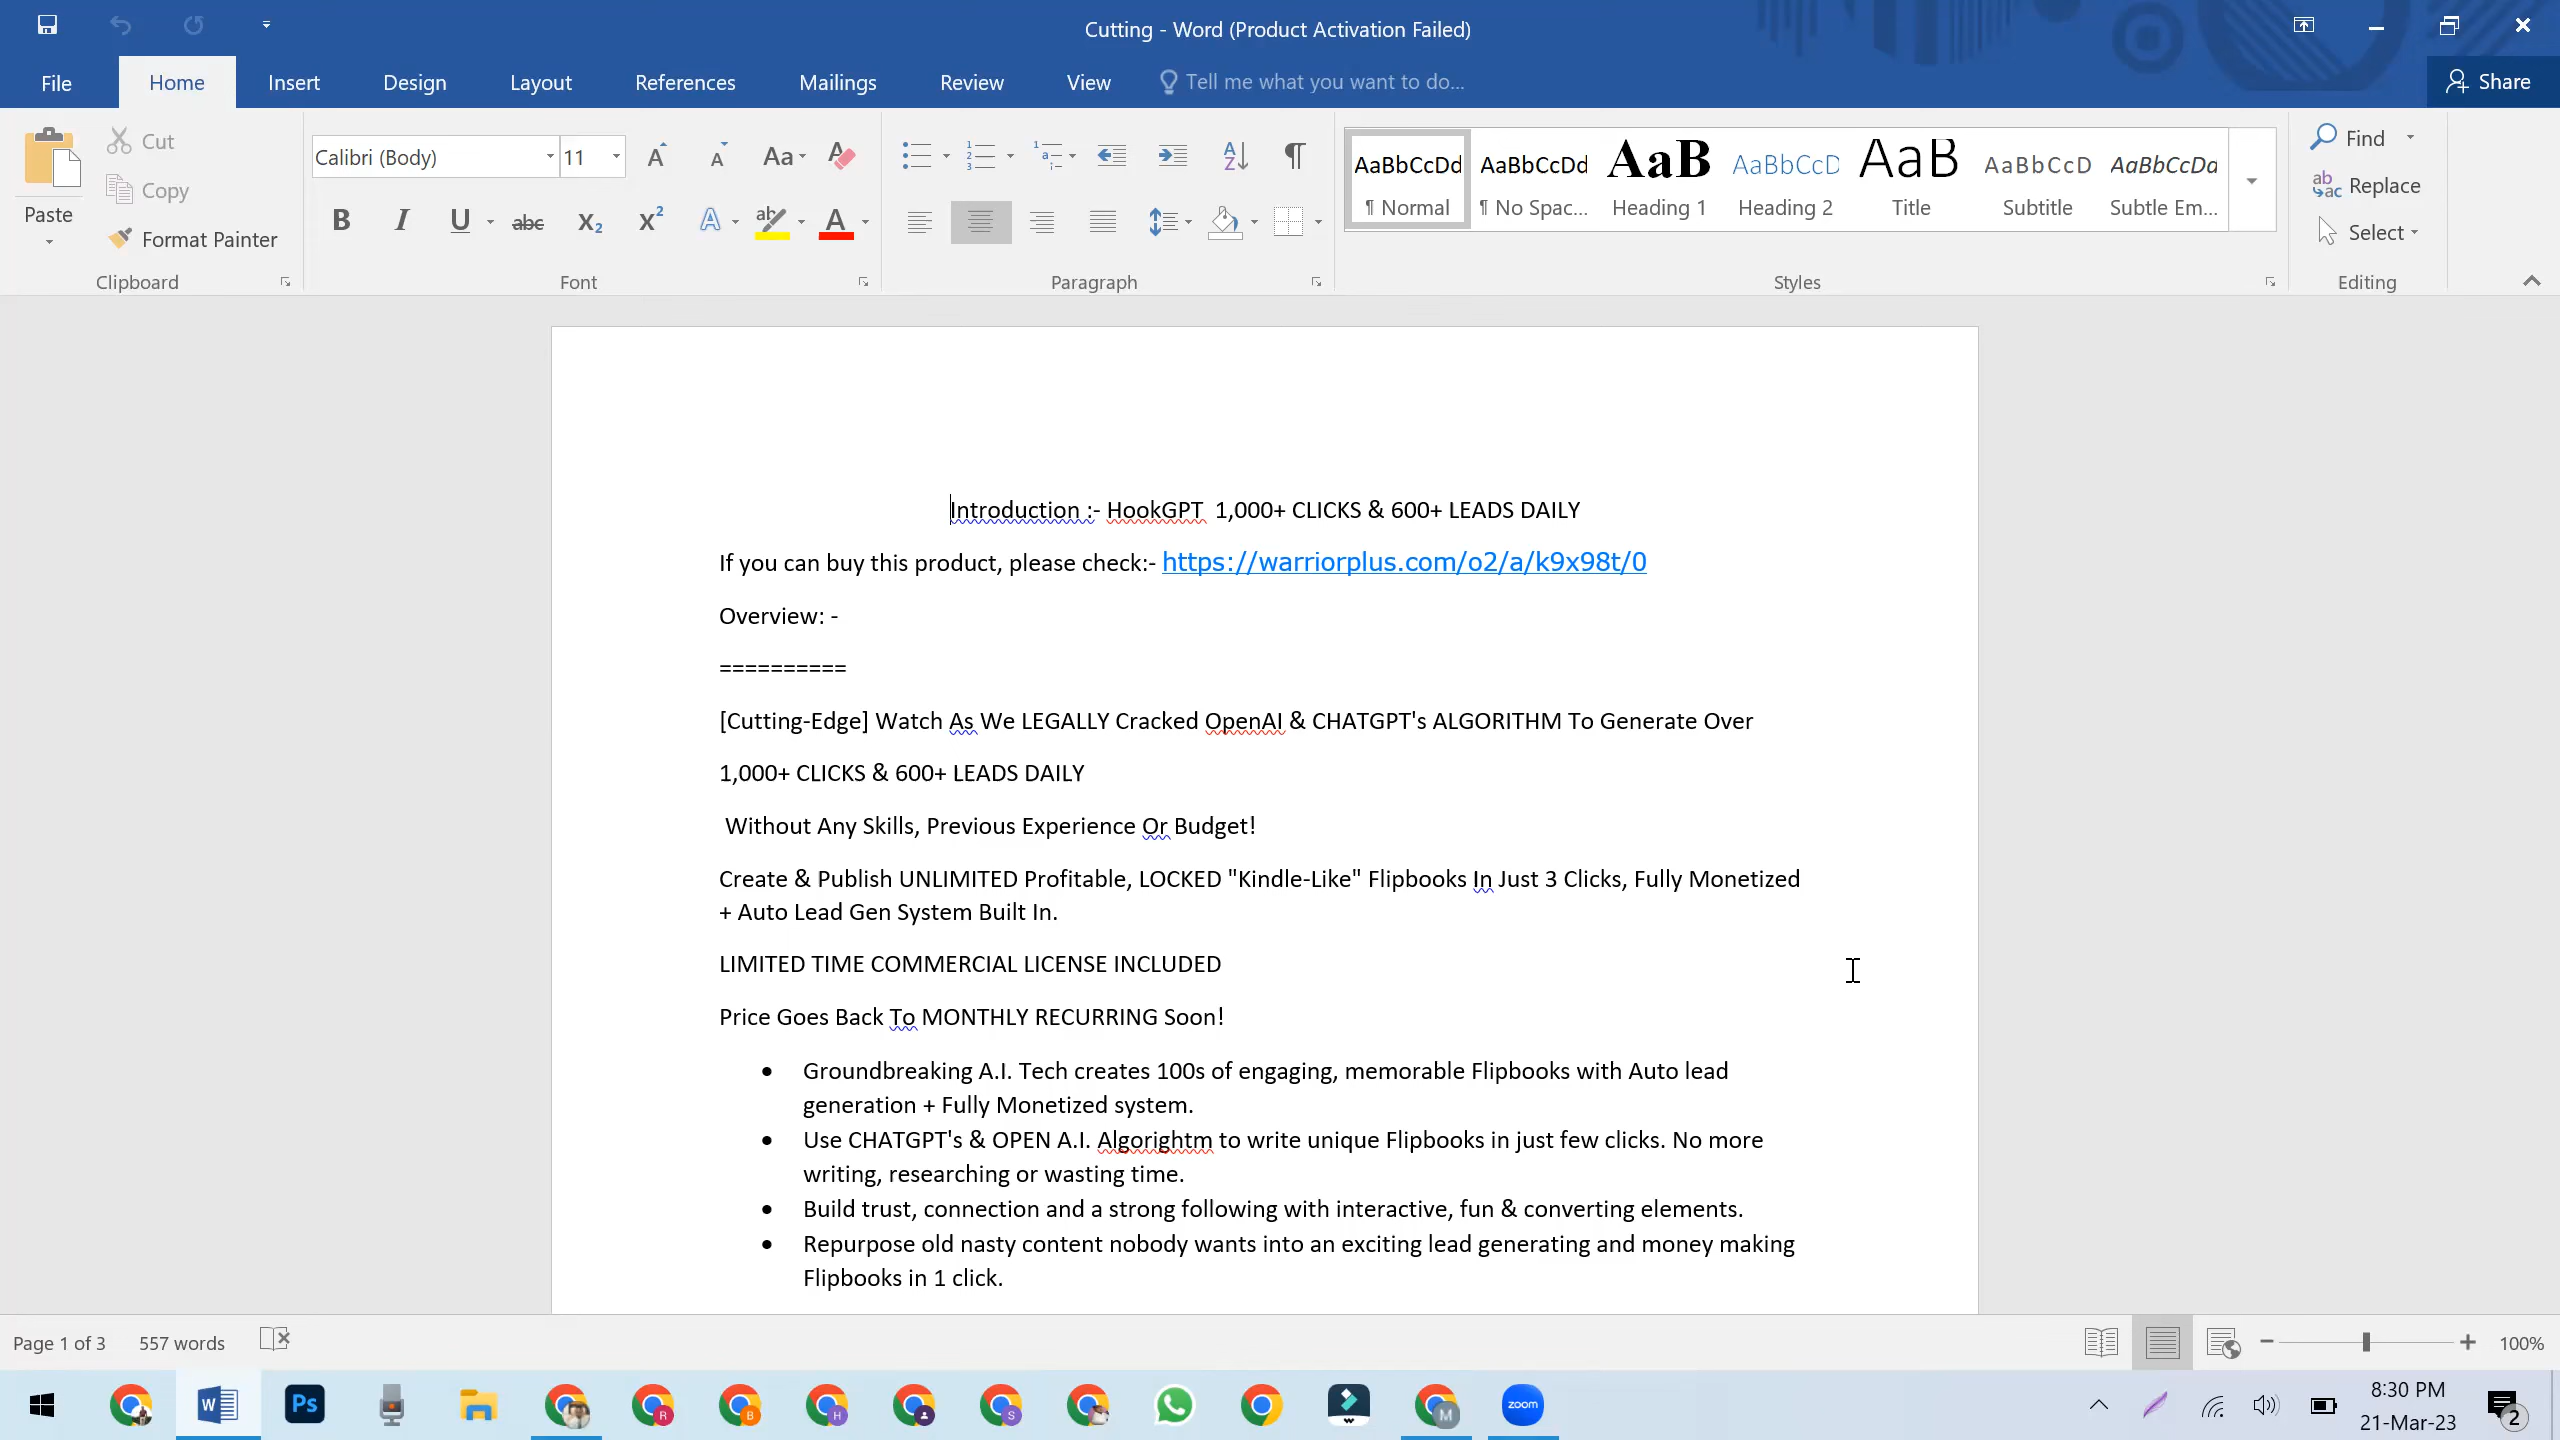 Cutting - Word (Product Activation Failed)
File Home Insert Design Layout References Mailings Review View Tell me what you want to do... Share
Paste
Cut
Copy
Format Painter
Clipboard
Calibri (Body) 11
Font
Paragraph
AaBbCcDd AaBbCcDd AaB AaBbCcD AaB AaBbCcD AaBbCcDd
¶ Normal ¶ No Spac... Heading 1 Heading 2 Title Subtitle Subtle Em...
Styles
Find
Replace
Select
Editing
Introduction :- HookGPT 1,000+ CLICKS & 600+ LEADS DAILY
If you can buy this product, please check:- https://warriorplus.com/o2/a/k9x98t/0
Overview: -
==========
[Cutting-Edge] Watch As We LEGALLY Cracked OpenAI & CHATGPT's ALGORITHM To Generate Over
1,000+ CLICKS & 600+ LEADS DAILY
Without Any Skills, Previous Experience Or Budget!
Create & Publish UNLIMITED Profitable, LOCKED "Kindle-Like" Flipbooks In Just 3 Clicks, Fully Monetized
+ Auto Lead Gen System Built In.
LIMITED TIME COMMERCIAL LICENSE INCLUDED
Price Goes Back To MONTHLY RECURRING Soon!
• Groundbreaking A.I. Tech creates 100s of engaging, memorable Flipbooks with Auto lead
generation + Fully Monetized system.
• Use CHATGPT's & OPEN A.I. Algorightm to write unique Flipbooks in just few clicks. No more
writing, researching or wasting time.
• Build trust, connection and a strong following with interactive, fun & converting elements.
• Repurpose old nasty content nobody wants into an exciting lead generating and money making
Flipbooks in 1 click.
Page 1 of 3 557 words 100%
8:30 PM
21-Mar-23
2